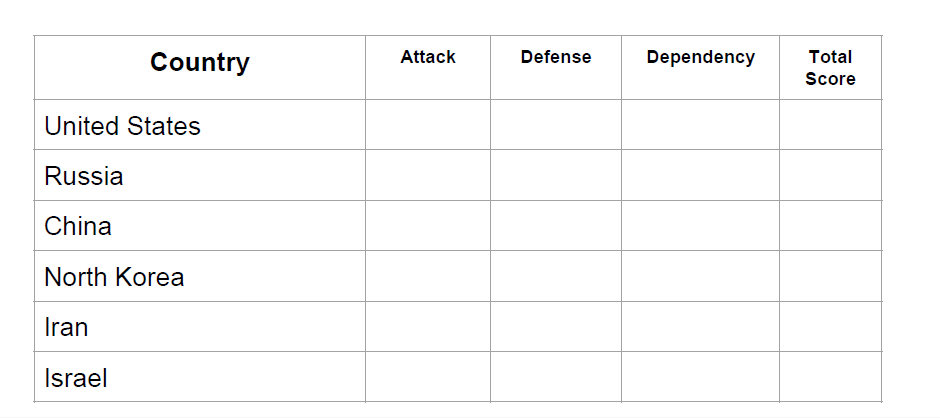 Country Attack Defense Dependency Total Score
United States
Russia
China
North Korea
Iran
Israel